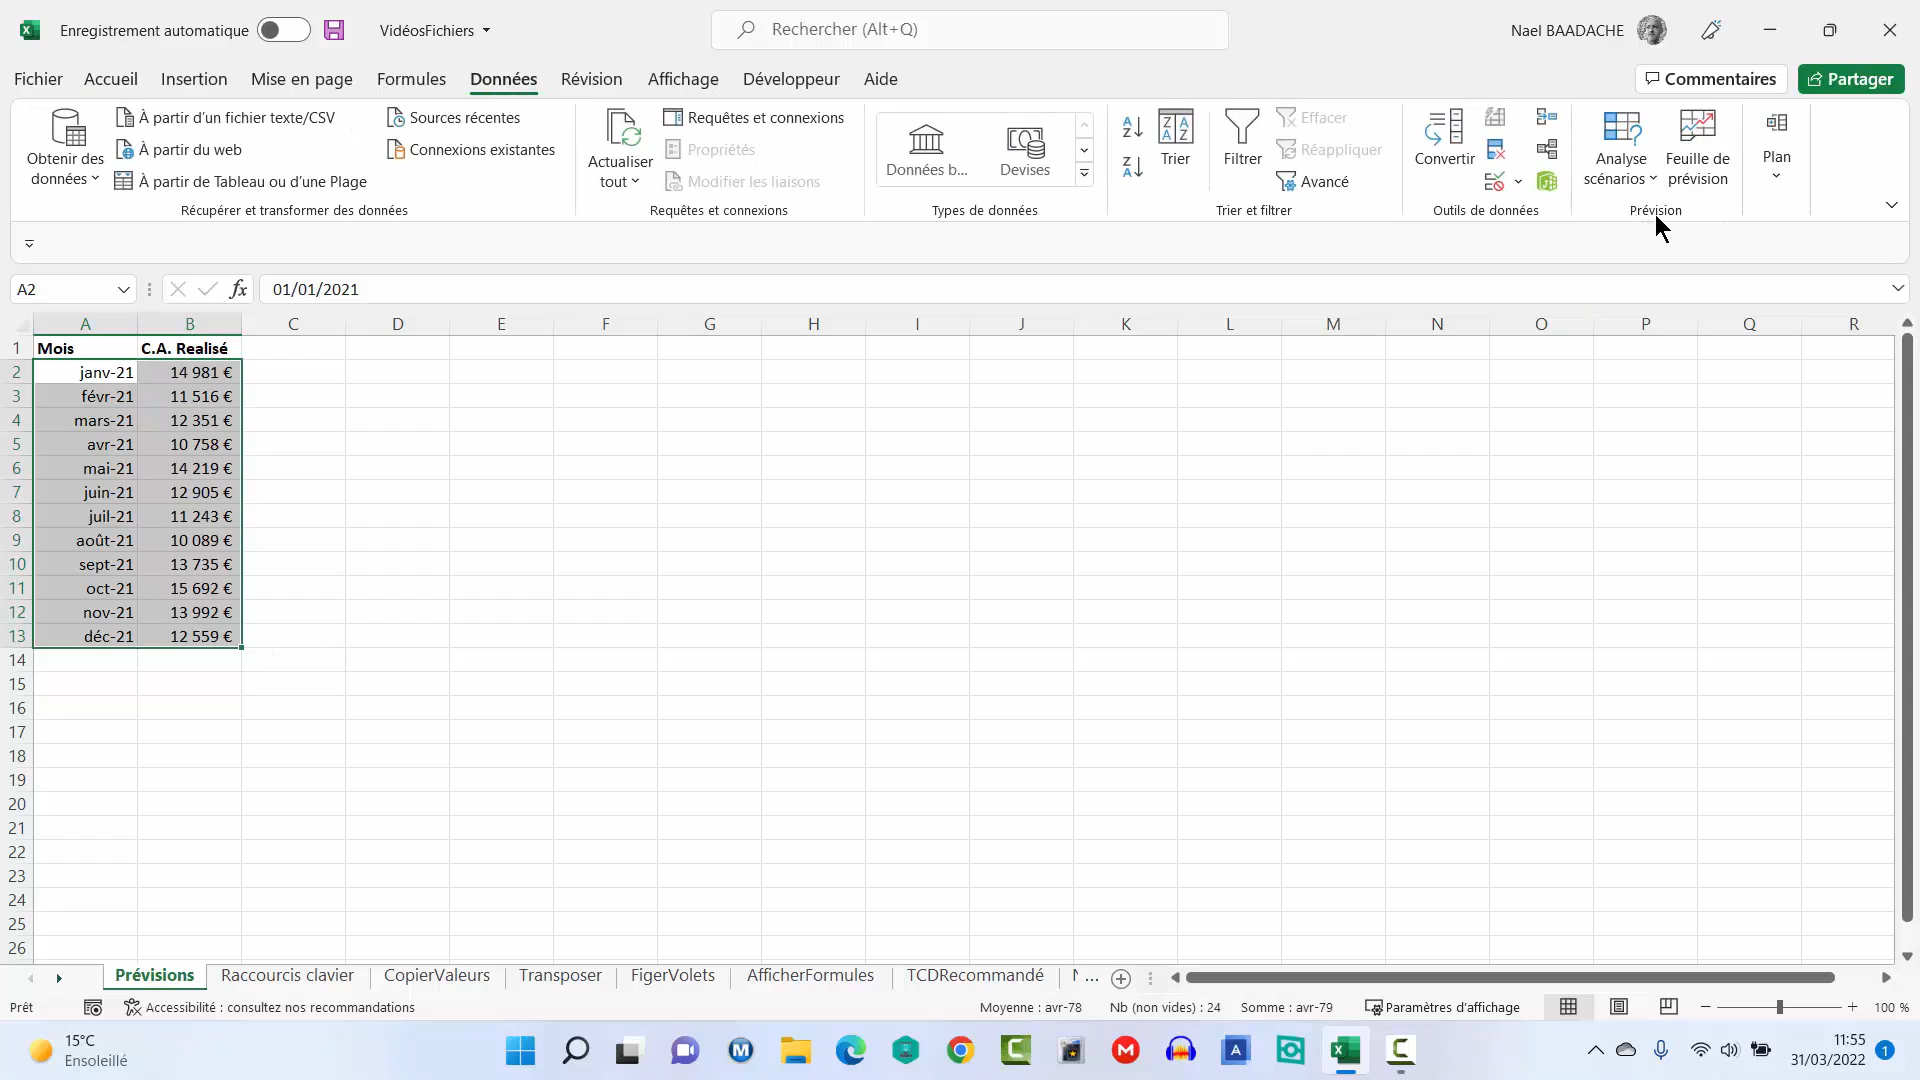 Enregistrement automatique VidéosFichiers Rechercher (Alt+Q) Nael BAADACHE
Fichier Accueil Insertion Mise en page Formules Données Révision Affichage Développeur Aide Commentaires Partager
Obtenir des données
À partir d'un fichier texte/CSV
À partir du web
À partir de Tableau ou d'une Plage
Sources récentes
Connexions existantes
Récupérer et transformer des données
Actualiser tout
Requêtes et connexions
Propriétés
Modifier les liaisons
Requêtes et connexions
Données b... Devises
Types de données
Trier
Filtrer
Effacer
Réappliquer
Avancé
Trier et filtrer
Convertir
Outils de données
Analyse scénarios
Feuille de prévision
Prévision
Plan
A2 fx 01/01/2021
A B C D E F G H I J K L M N O P Q R
1 Mois C.A. Realisé
2 janv-21 14 981 €
3 févr-21 11 516 €
4 mars-21 12 351 €
5 avr-21 10 758 €
6 mai-21 14 219 €
7 juin-21 12 905 €
8 juil-21 11 243 €
9 août-21 10 089 €
10 sept-21 13 735 €
11 oct-21 15 692 €
12 nov-21 13 992 €
13 déc-21 12 559 €
14
15
16
17
18
19
20
21
22
23
24
25
26
Prévisions Raccourcis clavier CopierValeurs Transposer FigerVolets AfficherFormules TCDRecommandé ...
Prêt Accessibilité : consultez nos recommandations Moyenne : avr-78 Nb (non vides) : 24 Somme : avr-79 Paramètres d'affichage 100 %
15°C
Ensoleillé
11:55
31/03/2022
1